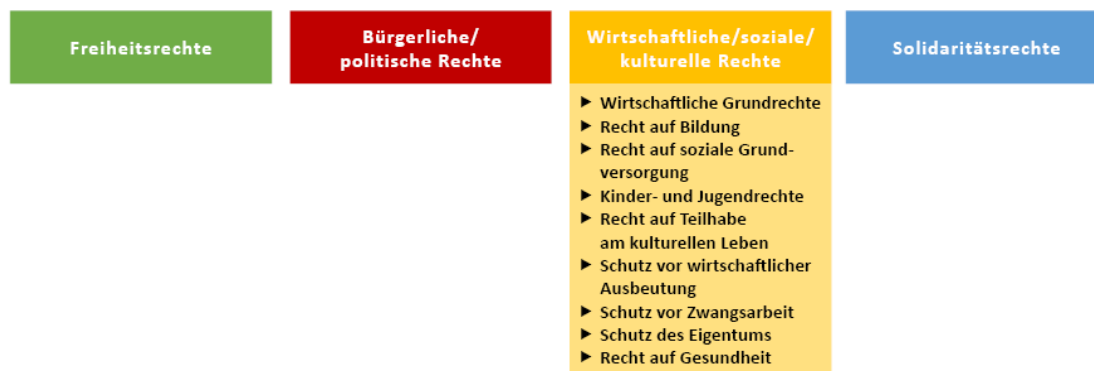 Freiheitsrechte
Bürgerliche/
politische Rechte
Wirtschaftliche/soziale/
kulturelle Rechte
Solidaritätsrechte
► Wirtschaftliche Grundrechte
► Recht auf Bildung
► Recht auf soziale Grund-
versorgung
► Kinder- und Jugendrechte
► Recht auf Teilhabe
am kulturellen Leben
► Schutz vor wirtschaftlicher
Ausbeutung
► Schutz vor Zwangsarbeit
► Schutz des Eigentums
► Recht auf Gesundheit